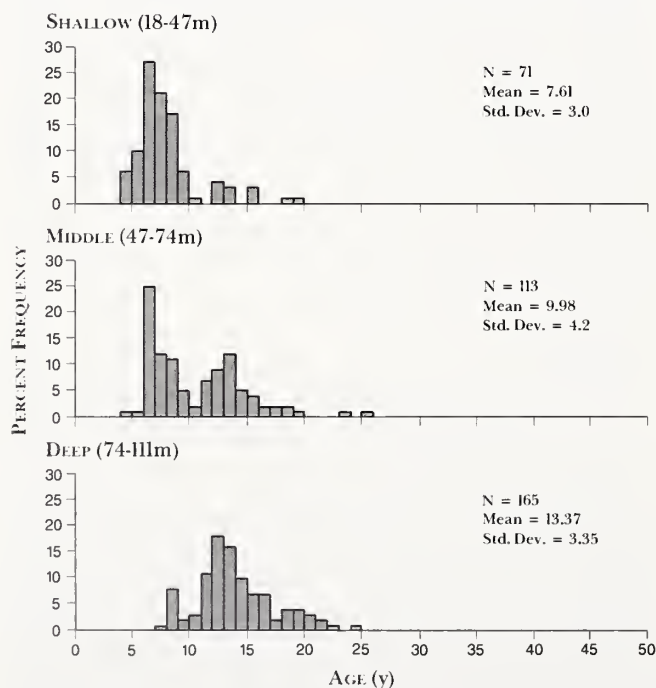 SHALLOW (18-47m)
30
25
20
15
10
5
0
N = 71
Mean = 7.61
Std. Dev. = 3.0
MIDDLE (47-74m)
30
25
20
15
10
5
0
N = 113
Mean = 9.98
Std. Dev. = 4.2
PERCENT FREQUENCY
DEEP (74-111m)
30
25
20
15
10
5
0
N = 165
Mean = 13.37
Std. Dev. = 3.35
0 5 10 15 20 25 30 35 40 45 50
AGE (y)